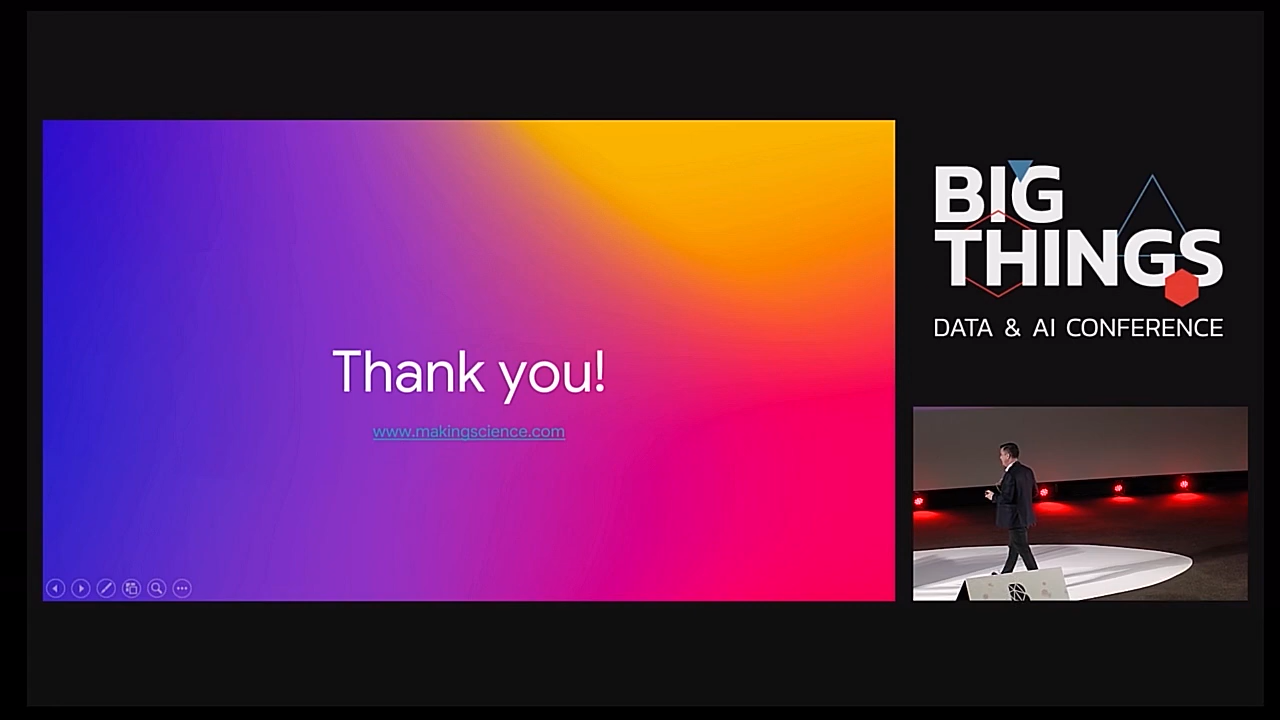 Thank you!
www.makingscience.com
BIG
THINGS
DATA & AI CONFERENCE